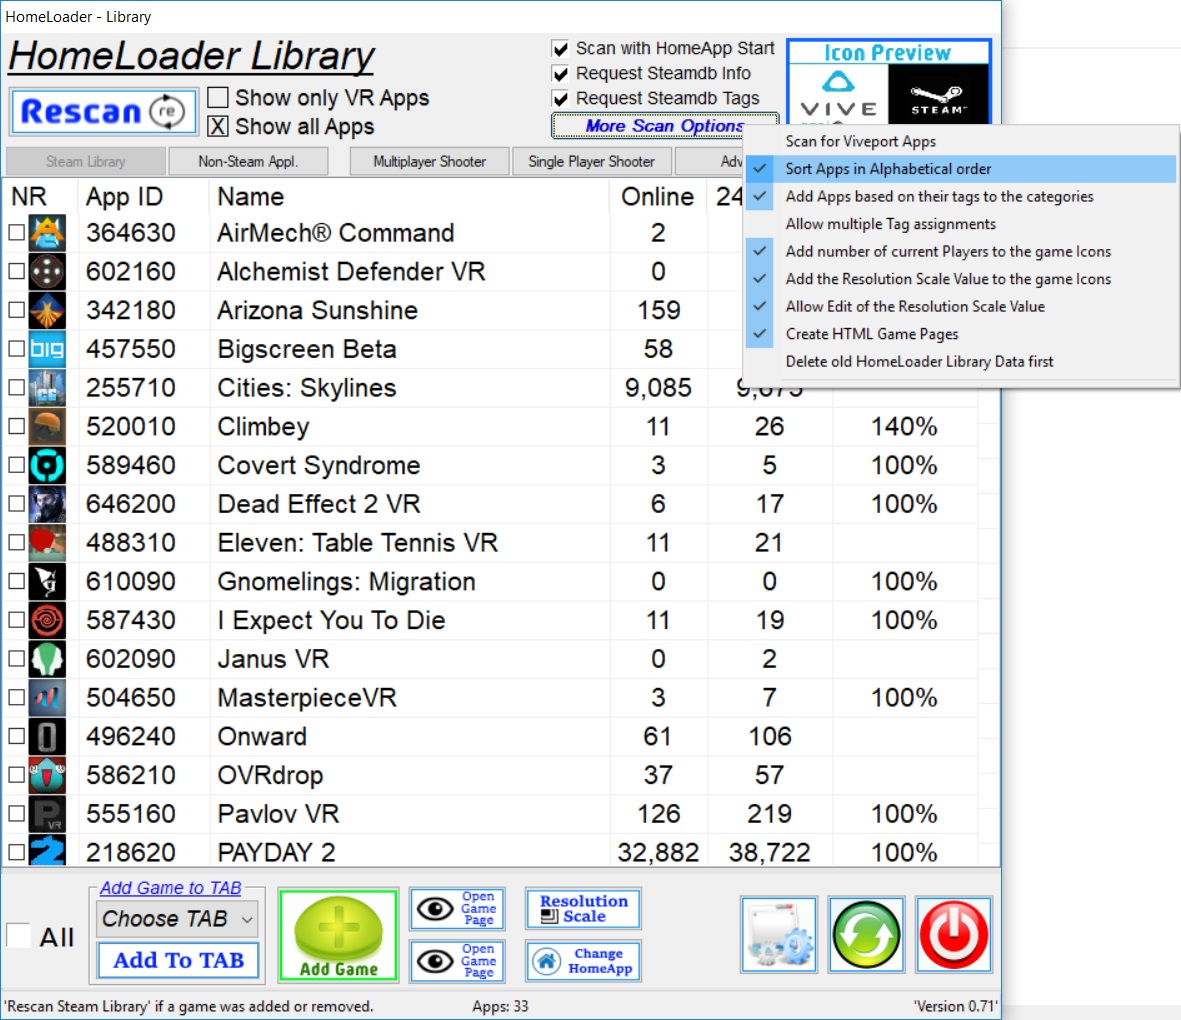 HomeLoader - Library
HomeLoader Library
Scan with HomeApp Start
Request Steamdb Info
Request Steamdb Tags
More Scan Options
Icon Preview
VIVE
STEAM™
Rescan re
Show only VR Apps
X Show all Apps
Steam Library Non-Steam Appl. Multiplayer Shooter Single Player Shooter Adv
Scan for Viveport Apps
Sort Apps in Alphabetical order
Add Apps based on their tags to the categories
Allow multiple Tag assignments
Add number of current Players to the game Icons
Add the Resolution Scale Value to the game Icons
Allow Edit of the Resolution Scale Value
Create HTML Game Pages
Delete old HomeLoader Library Data first
NR App ID Name Online 24
364630 AirMech® Command 2
602160 Alchemist Defender VR 0
342180 Arizona Sunshine 159
big 457550 Bigscreen Beta 58
255710 Cities: Skylines 9,085 9,675
520010 Climbey 11 26 140%
589460 Covert Syndrome 3 5 100%
646200 Dead Effect 2 VR 6 17 100%
488310 Eleven: Table Tennis VR 11 21
610090 Gnomelings: Migration 0 0 100%
587430 I Expect You To Die 11 19 100%
602090 Janus VR 0 2
504650 MasterpieceVR 3 7 100%
496240 Onward 61 106
586210 OVRdrop 37 57
P VR 555160 Pavlov VR 126 219 100%
2 218620 PAYDAY 2 32,882 38,722 100%
All
Add Game to TAB
Choose TAB
Add To TAB
Add Game
Open Game Page
Open Game Page
Resolution Scale
Change HomeApp
'Rescan Steam Library' if a game was added or removed. Apps: 33 'Version 0.71'